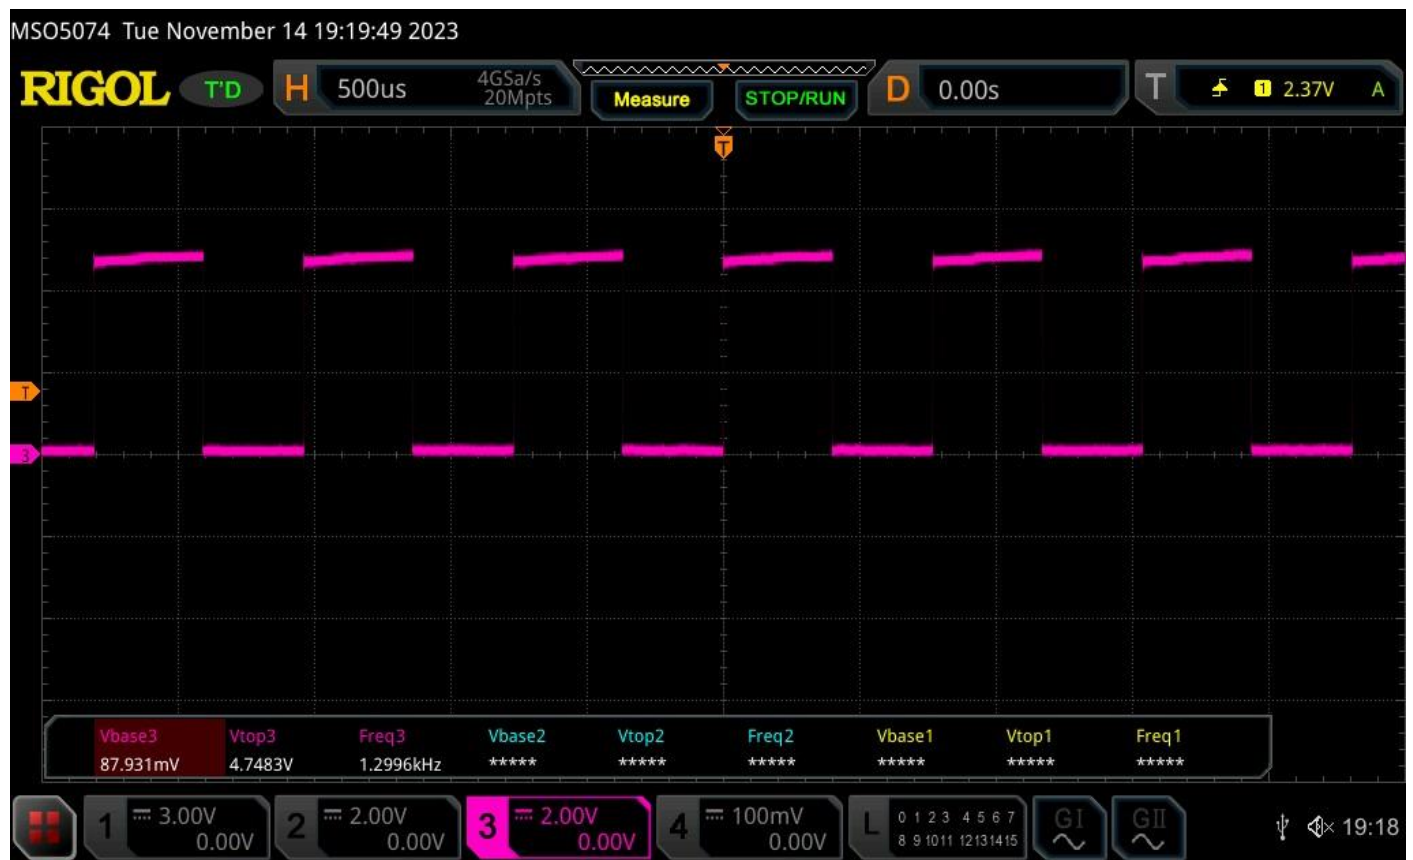 MSO5074 Tue November 14 19:19:49 2023
RIGOL T'D H 500us 4GSa/s 20Mpts Measure STOP/RUN D 0.00s T 1 2.37V A
T
T
3
Vbase3 Vtop3 Freq3 Vbase2 Vtop2 Freq2 Vbase1 Vtop1 Freq1
87.931mV 4.7483V 1.2996kHz ***** ***** ***** ***** ***** *****
1 3.00V 0.00V 2 2.00V 0.00V 3 2.00V 0.00V 4 100mV 0.00V L 0 1 2 3 4 5 6 7 8 9 10 11 12 13 14 15 GI GII 19:18